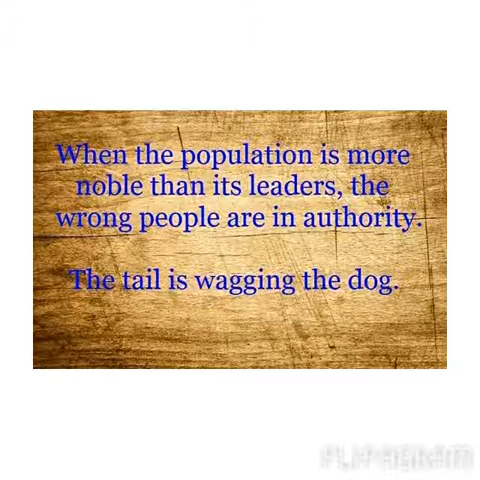 When the population is more
noble than its leaders, the
wrong people are in authority.
The tail is wagging the dog.
FLIPAGRAM